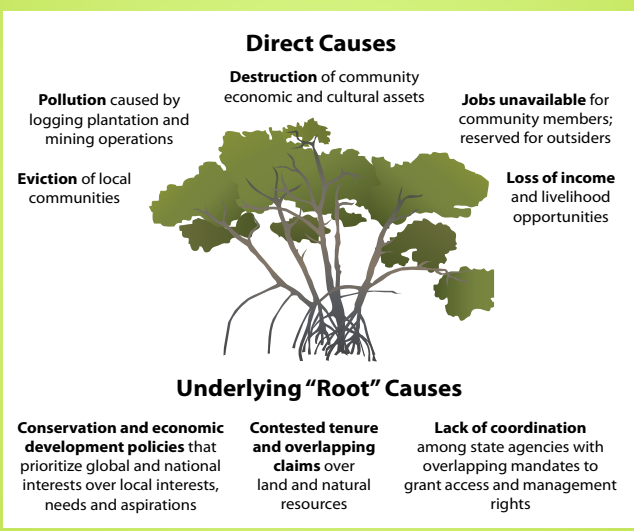 Direct Causes
Destruction of community
economic and cultural assets
Pollution caused by
logging plantation and
mining operations
Jobs unavailable for
community members;
reserved for outsiders
Eviction of local
communities
Loss of income
and livelihood
opportunities
Underlying “Root” Causes
Conservation and economic
development policies that
prioritize global and national
interests over local interests,
needs and aspirations
Contested tenure
and overlapping
claims over
land and natural
resources
Lack of coordination
among state agencies with
overlapping mandates to
grant access and management
rights